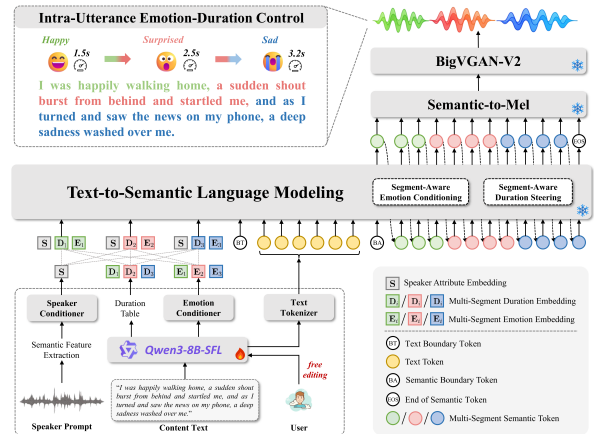 Intra-Utterance Emotion-Duration Control
Happy
Surprised
Sad
1.5s
2.5s
3.2s
I was happily walking home, a sudden shout
burst from behind and startled me, and as I
turned and saw the news on my phone, a deep
sadness washed over me.
BigVGAN-V2
Semantic-to-Mel
EOS
Text-to-Semantic Language Modeling
Segment-Aware
Emotion Conditioning
Segment-Aware
Duration Steering
S D₁ E₁
S D₂ E₂
S D₃ E₃
BT
BA
S
D₁ D₂ D₃
E₁ E₂ E₃
Speaker
Conditioner
Duration
Table
Emotion
Conditioner
Text
Tokenizer
Semantic Feature
Extraction
Qwen3-8B-SFL
free
editing
"I was happily walking home, a sudden shout
burst from behind and startled me, and as I
turned and saw the news on my phone, a deep
sadness washed over me."
Speaker Prompt
Content Text
User
S Speaker Attribute Embedding
D₁ / D₂ / D₃ Multi-Segment Duration Embedding
E₁ / E₂ / E₃ Multi-Segment Emotion Embedding
BT Text Boundary Token
Text Token
BA Semantic Boundary Token
EOS End of Semantic Token
/ / Multi-Segment Semantic Token